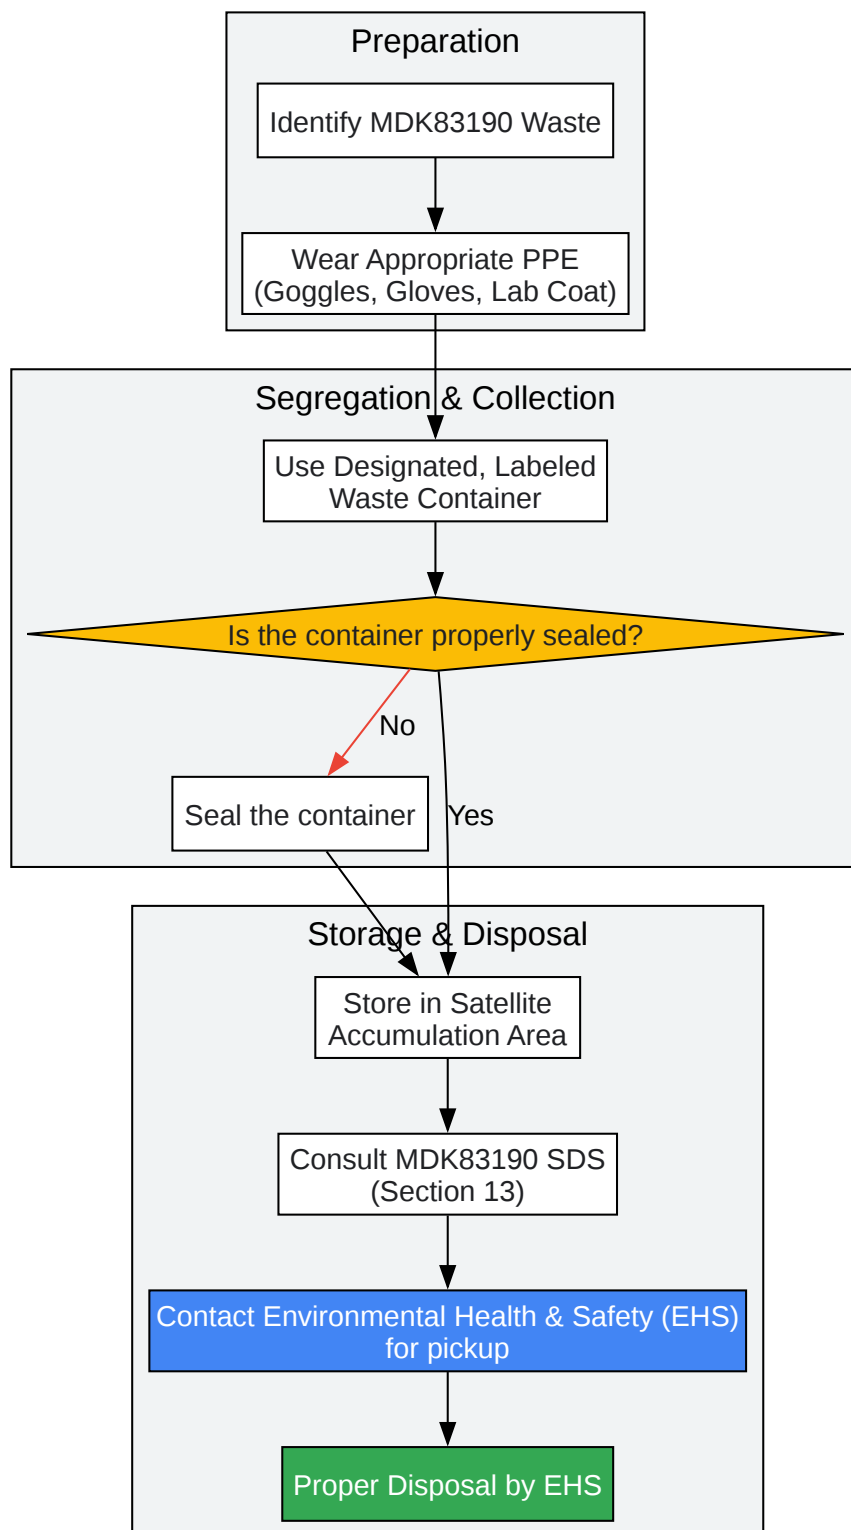 Preparation
Identify MDK83190 Waste
Wear Appropriate PPE
(Goggles, Gloves, Lab Coat)
Segregation & Collection
Use Designated, Labeled
Waste Container
Is the container properly sealed?
No
Seal the container
Yes
Storage & Disposal
Store in Satellite
Accumulation Area
Consult MDK83190 SDS
(Section 13)
Contact Environmental Health & Safety (EHS)
for pickup
Proper Disposal by EHS